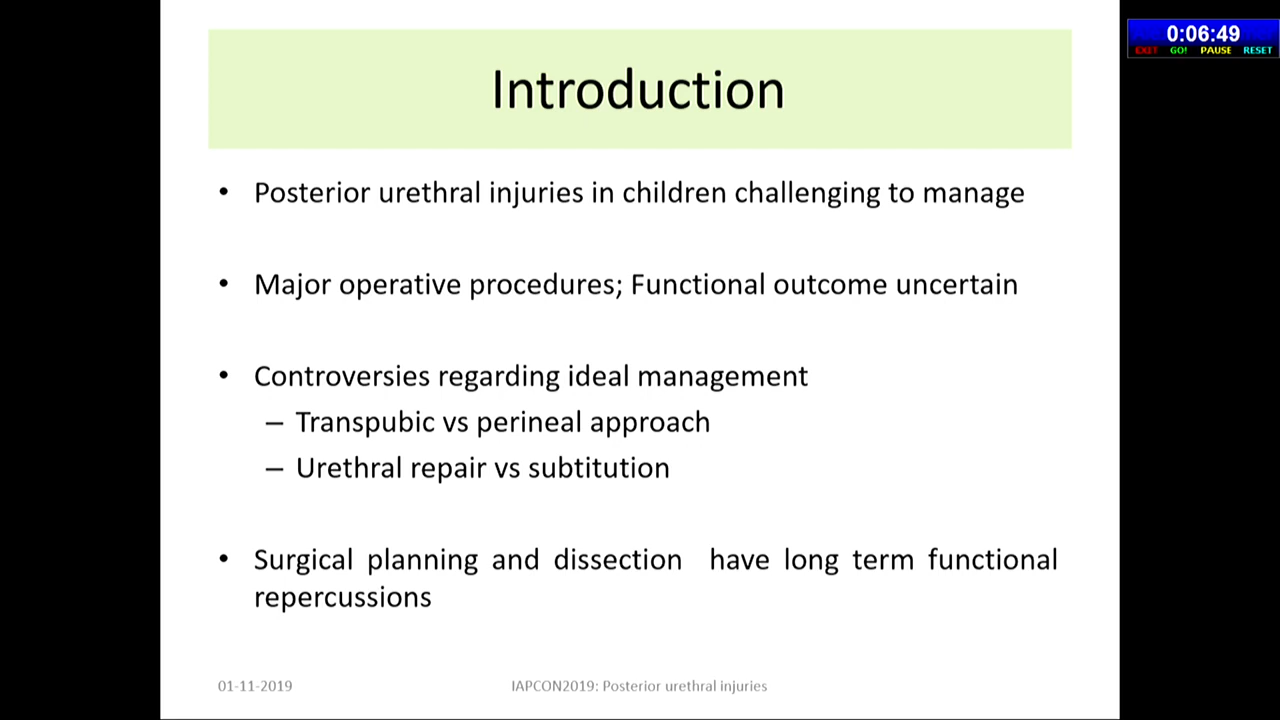 0:06:49
EXIT GO! PAUSE RESET
Introduction
• Posterior urethral injuries in children challenging to manage
• Major operative procedures; Functional outcome uncertain
• Controversies regarding ideal management
– Transpubic vs perineal approach
– Urethral repair vs subtitution
• Surgical planning and dissection have long term functional
repercussions
01-11-2019
IAPCON2019: Posterior urethral injuries